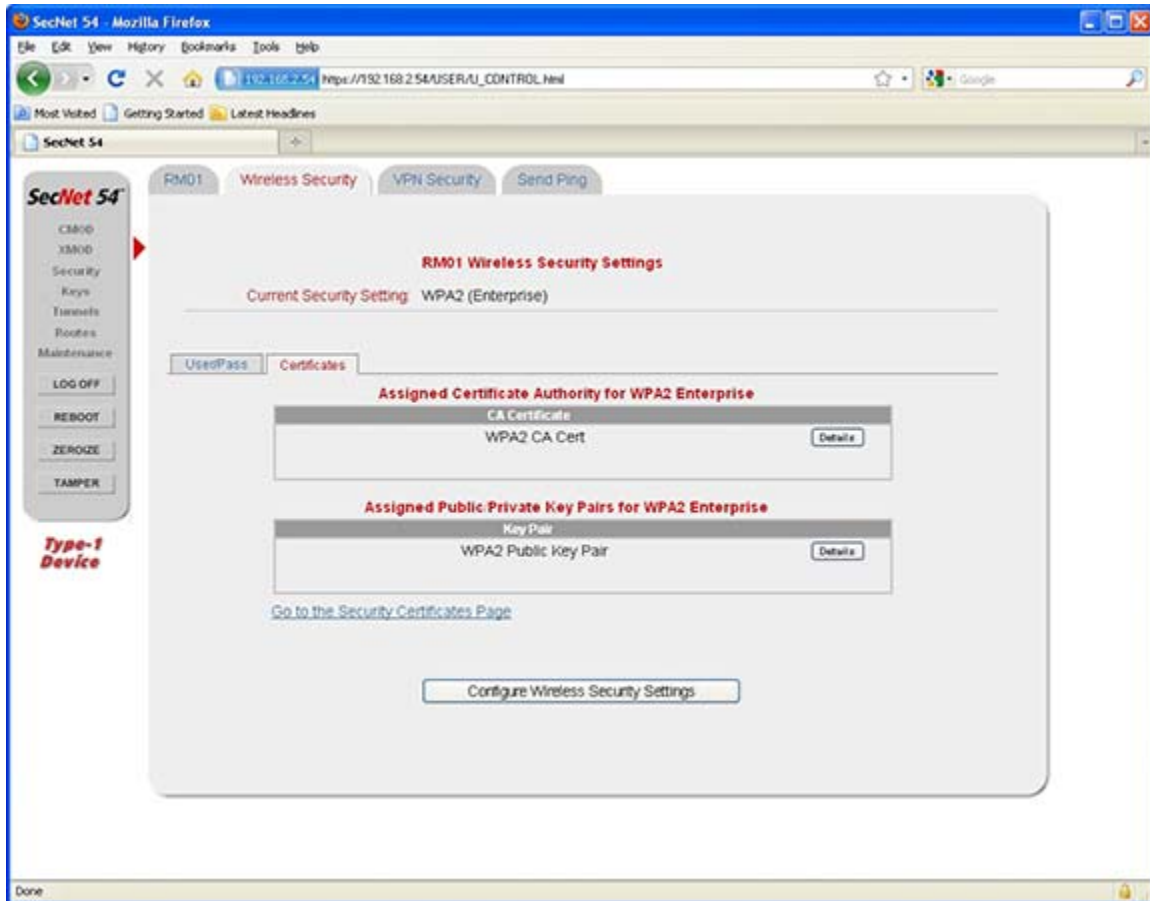 SecNet 54 - Mozilla Firefox
File Edit View History Bookmarks Tools Help
192.168.2.54 https://192.168.2.54/USER/U_CONTROL.html
Google
Most Visited Getting Started Latest Headlines
SecNet 54
RM01 Wireless Security VPN Security Send Ping
SecNet 54™
CMOD
XMOD
Security
Keys
Tunnels
Routes
Maintenance
LOG OFF
REBOOT
ZEROIZE
TAMPER
Type-1
Device
RM01 Wireless Security Settings
Current Security Setting: WPA2 (Enterprise)
User/Pass Certificates
Assigned Certificate Authority for WPA2 Enterprise
CA Certificate
WPA2 CA Cert Details
Assigned Public/Private Key Pairs for WPA2 Enterprise
Key Pair
WPA2 Public Key Pair Details
Go to the Security Certificates Page
Configure Wireless Security Settings
Done